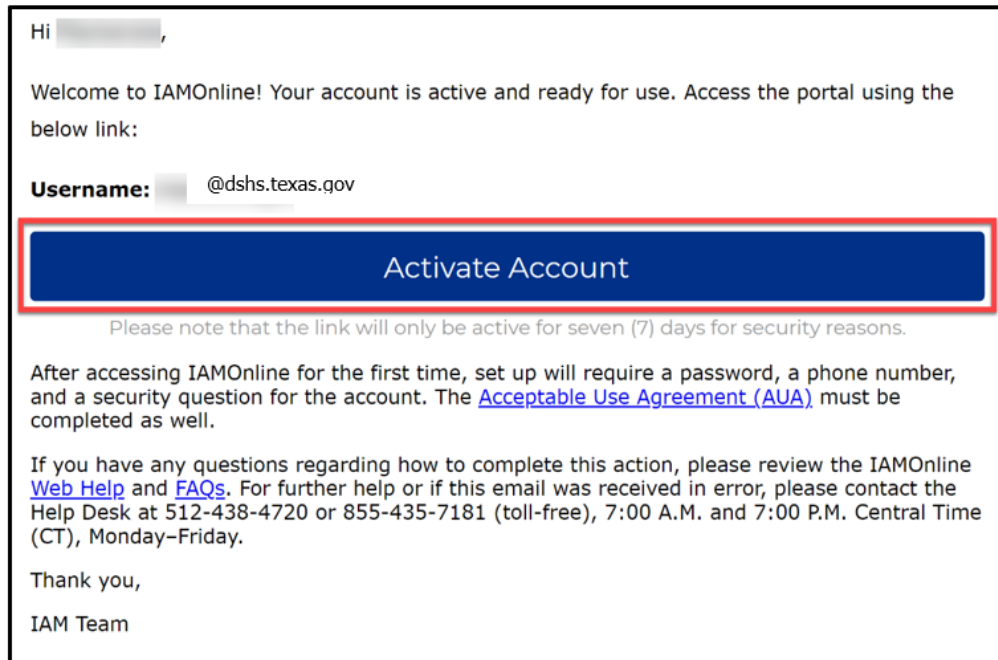 Hi ,
Welcome to IAMOnline! Your account is active and ready for use. Access the portal using the
below link:
Username: @dshs.texas.gov
Activate Account
Please note that the link will only be active for seven (7) days for security reasons.
After accessing IAMOnline for the first time, set up will require a password, a phone number,
and a security question for the account. The Acceptable Use Agreement (AUA) must be
completed as well.
If you have any questions regarding how to complete this action, please review the IAMOnline
Web Help and FAQs. For further help or if this email was received in error, please contact the
Help Desk at 512-438-4720 or 855-435-7181 (toll-free), 7:00 A.M. and 7:00 P.M. Central Time
(CT), Monday–Friday.
Thank you,
IAM Team